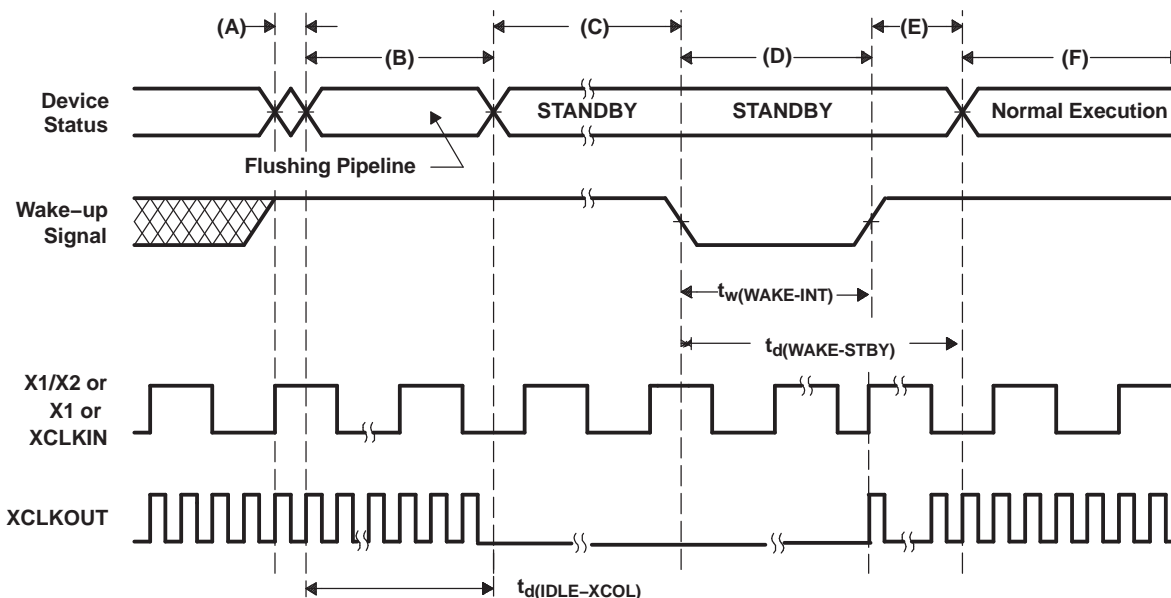 (A)
(C)
(E)
(B)
(D)
(F)
Device
Status
STANDBY
STANDBY
Normal Execution
Flushing Pipeline
Wake−up
Signal
tw(WAKE-INT)
td(WAKE-STBY)
X1/X2 or
X1 or
XCLKIN
XCLKOUT
td(IDLE−XCOL)